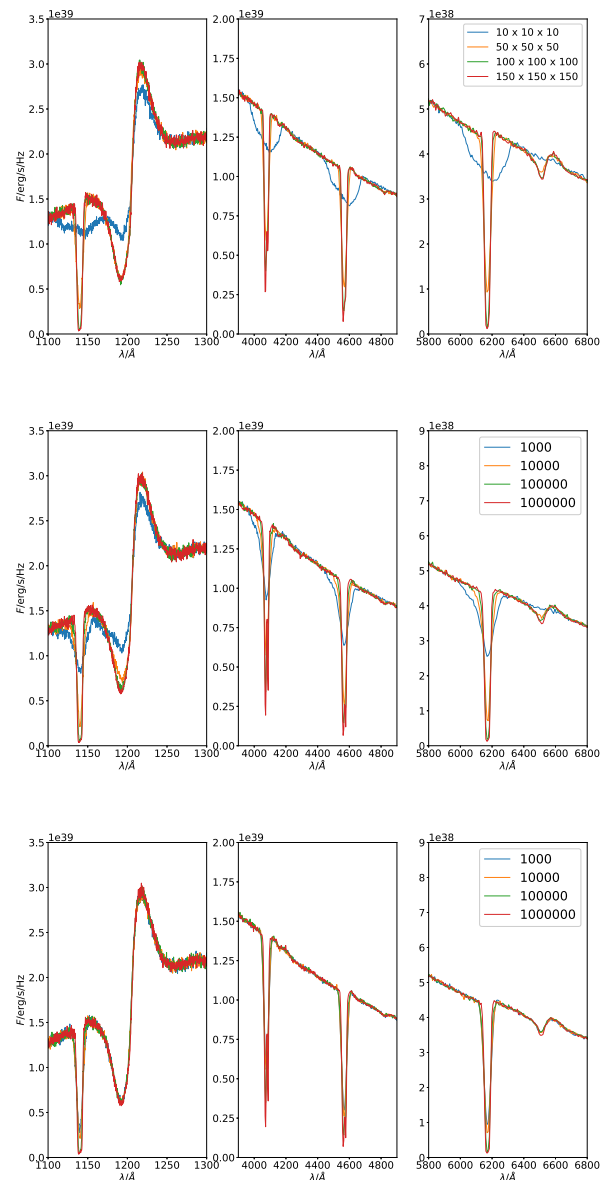 1e39
3.5
3.0
2.5
2.0
1.5
1.0
0.5
0.0
F/erg/s/Hz
1100 1150 1200 1250 1300
λ/Å
1e39
2.00
1.75
1.50
1.25
1.00
0.75
0.50
0.25
0.00
4000 4200 4400 4600 4800
λ/Å
1e38
7
6
5
4
3
2
1
0
5800 6000 6200 6400 6600 6800
λ/Å
10 x 10 x 10
50 x 50 x 50
100 x 100 x 100
150 x 150 x 150
1e39
3.5
3.0
2.5
2.0
1.5
1.0
0.5
0.0
F/erg/s/Hz
1100 1150 1200 1250 1300
λ/Å
1e39
2.00
1.75
1.50
1.25
1.00
0.75
0.50
0.25
0.00
4000 4200 4400 4600 4800
λ/Å
1e38
9
8
7
6
5
4
3
2
1
0
5800 6000 6200 6400 6600 6800
λ/Å
1000
10000
100000
1000000
1e39
3.5
3.0
2.5
2.0
1.5
1.0
0.5
0.0
F/erg/s/Hz
1100 1150 1200 1250 1300
λ/Å
1e39
2.00
1.75
1.50
1.25
1.00
0.75
0.50
0.25
0.00
4000 4200 4400 4600 4800
λ/Å
1e38
9
8
7
6
5
4
3
2
1
0
5800 6000 6200 6400 6600 6800
λ/Å
1000
10000
100000
1000000